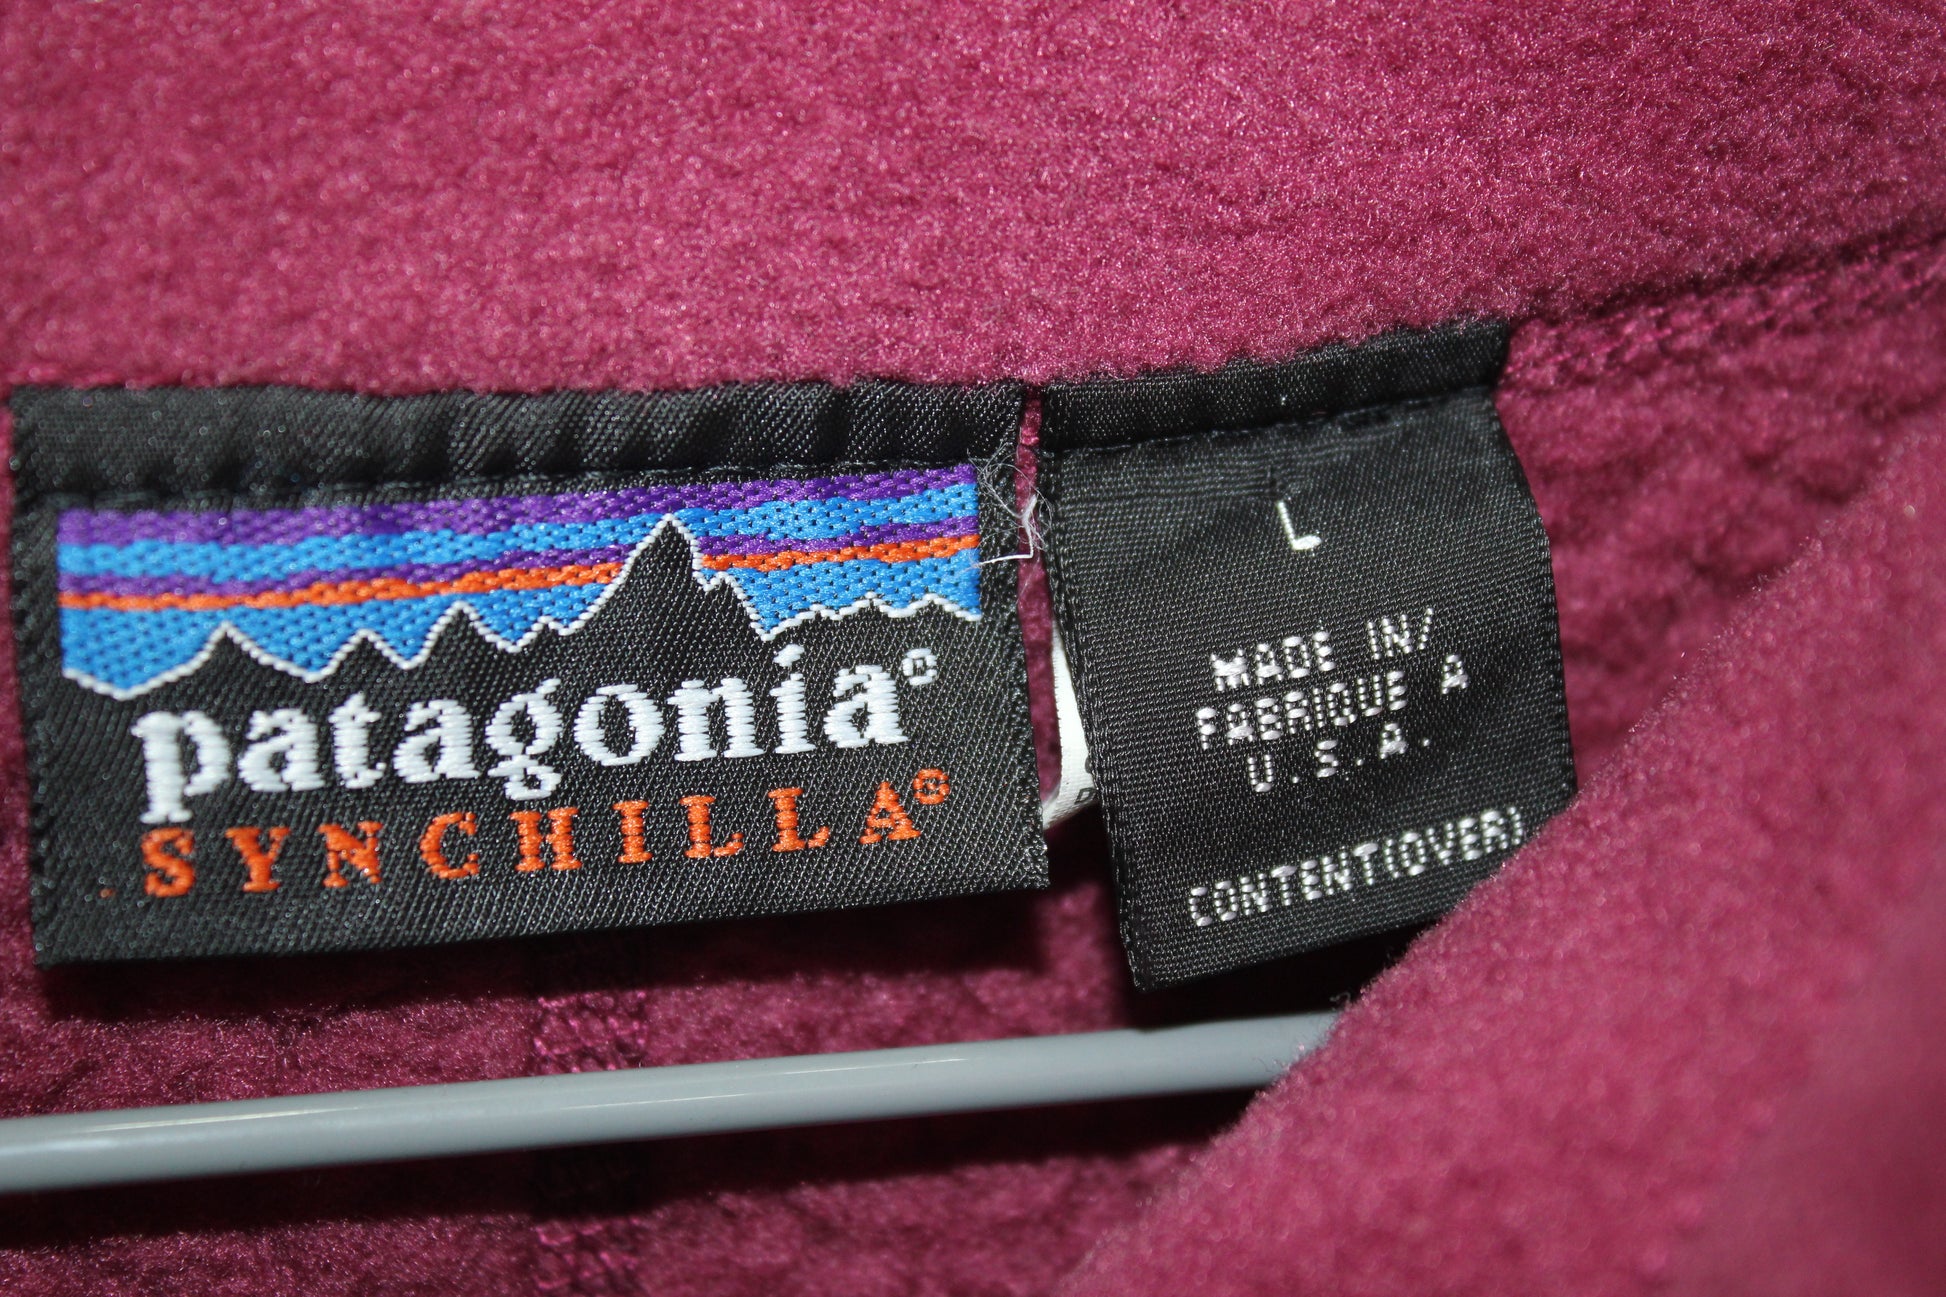 patagonia®
SYNCHILLA®
L
MADE IN/
FABRIQUE A
U.S.A.
CONTENT(OVER)